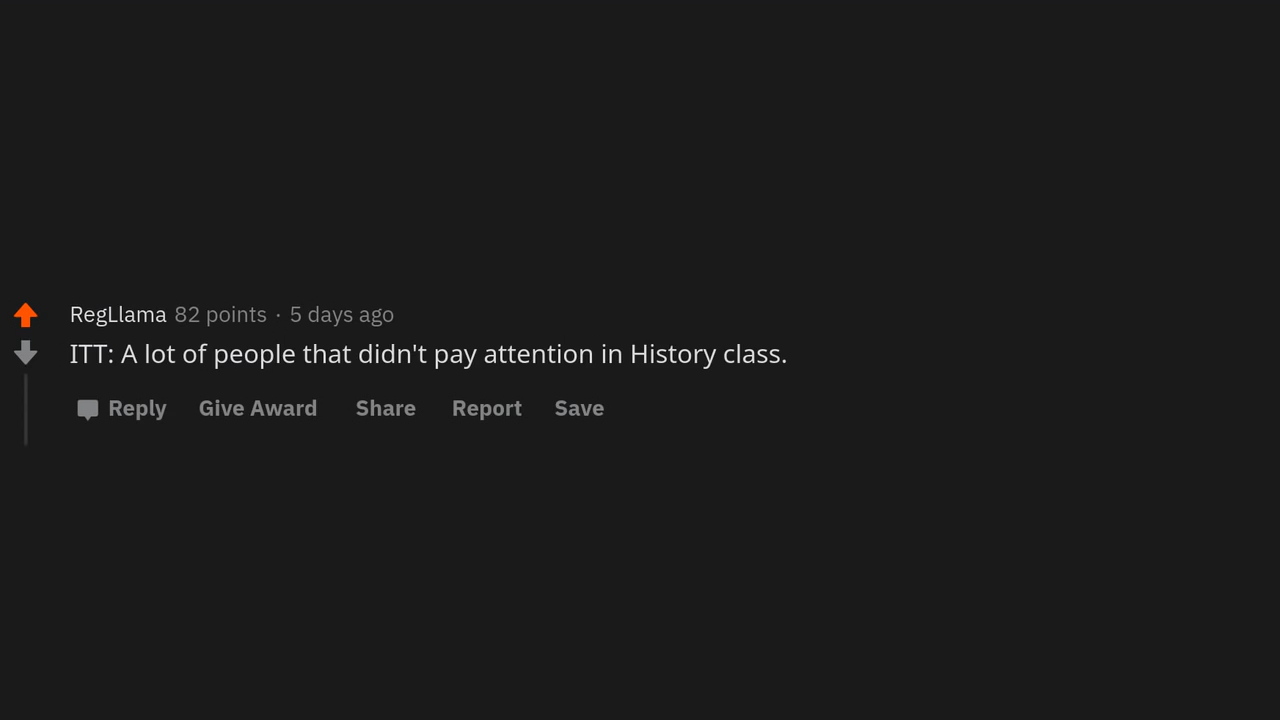 RegLlama 82 points · 5 days ago
ITT: A lot of people that didn't pay attention in History class.
Reply Give Award Share Report Save